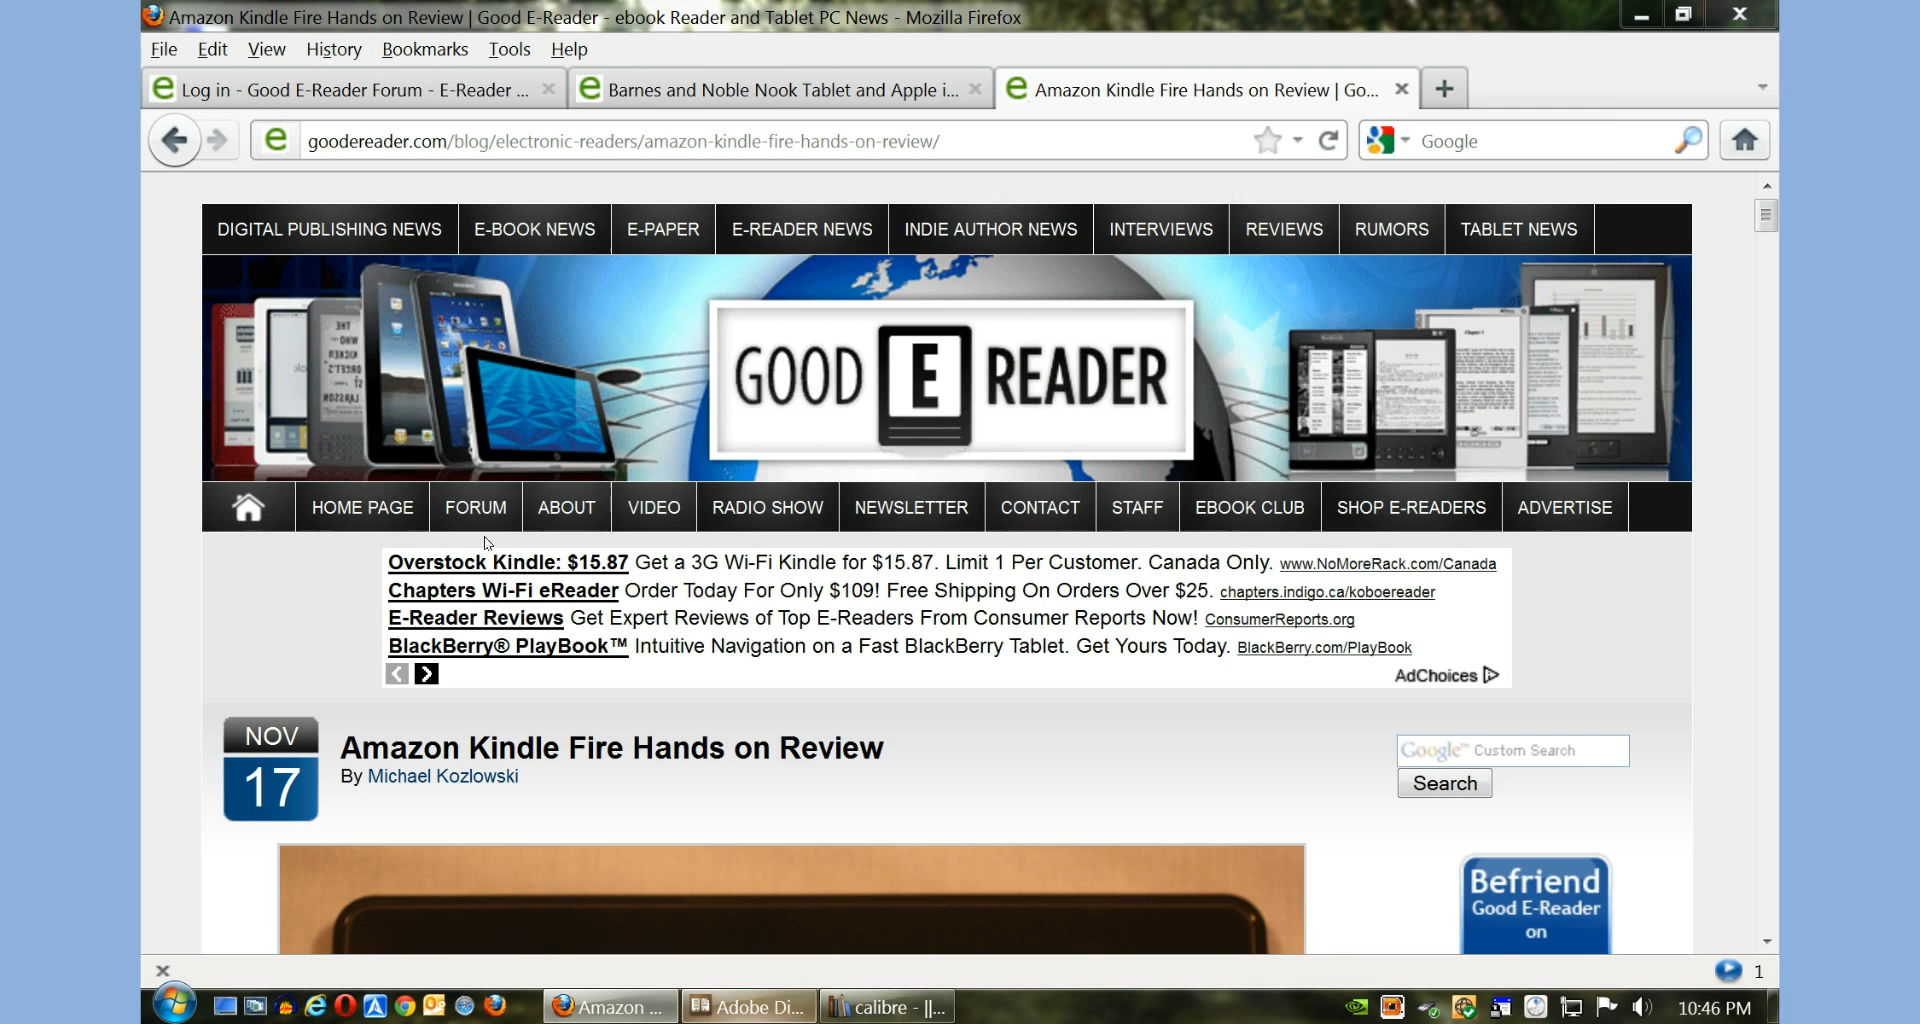 Amazon Kindle Fire Hands on Review | Good E-Reader - ebook Reader and Tablet PC News - Mozilla Firefox
File Edit View History Bookmarks Tools Help
Log in - Good E-Reader Forum - E-Reader ... Barnes and Noble Nook Tablet and Apple i... Amazon Kindle Fire Hands on Review | Go...
goodereader.com/blog/electronic-readers/amazon-kindle-fire-hands-on-review/ Google
DIGITAL PUBLISHING NEWS E-BOOK NEWS E-PAPER E-READER NEWS INDIE AUTHOR NEWS INTERVIEWS REVIEWS RUMORS TABLET NEWS
GOOD E READER
HOME PAGE FORUM ABOUT VIDEO RADIO SHOW NEWSLETTER CONTACT STAFF EBOOK CLUB SHOP E-READERS ADVERTISE
Overstock Kindle: $15.87 Get a 3G Wi-Fi Kindle for $15.87. Limit 1 Per Customer. Canada Only. www.NoMoreRack.com/Canada
Chapters Wi-Fi eReader Order Today For Only $109! Free Shipping On Orders Over $25. chapters.indigo.ca/koboereader
E-Reader Reviews Get Expert Reviews of Top E-Readers From Consumer Reports Now! ConsumerReports.org
BlackBerry® PlayBook™ Intuitive Navigation on a Fast BlackBerry Tablet. Get Yours Today. BlackBerry.com/PlayBook
AdChoices
NOV
17
Amazon Kindle Fire Hands on Review
By Michael Kozlowski
Google™ Custom Search
Search
Befriend
Good E-Reader
on
1
Amazon ... Adobe Di... calibre - ||... 10:46 PM